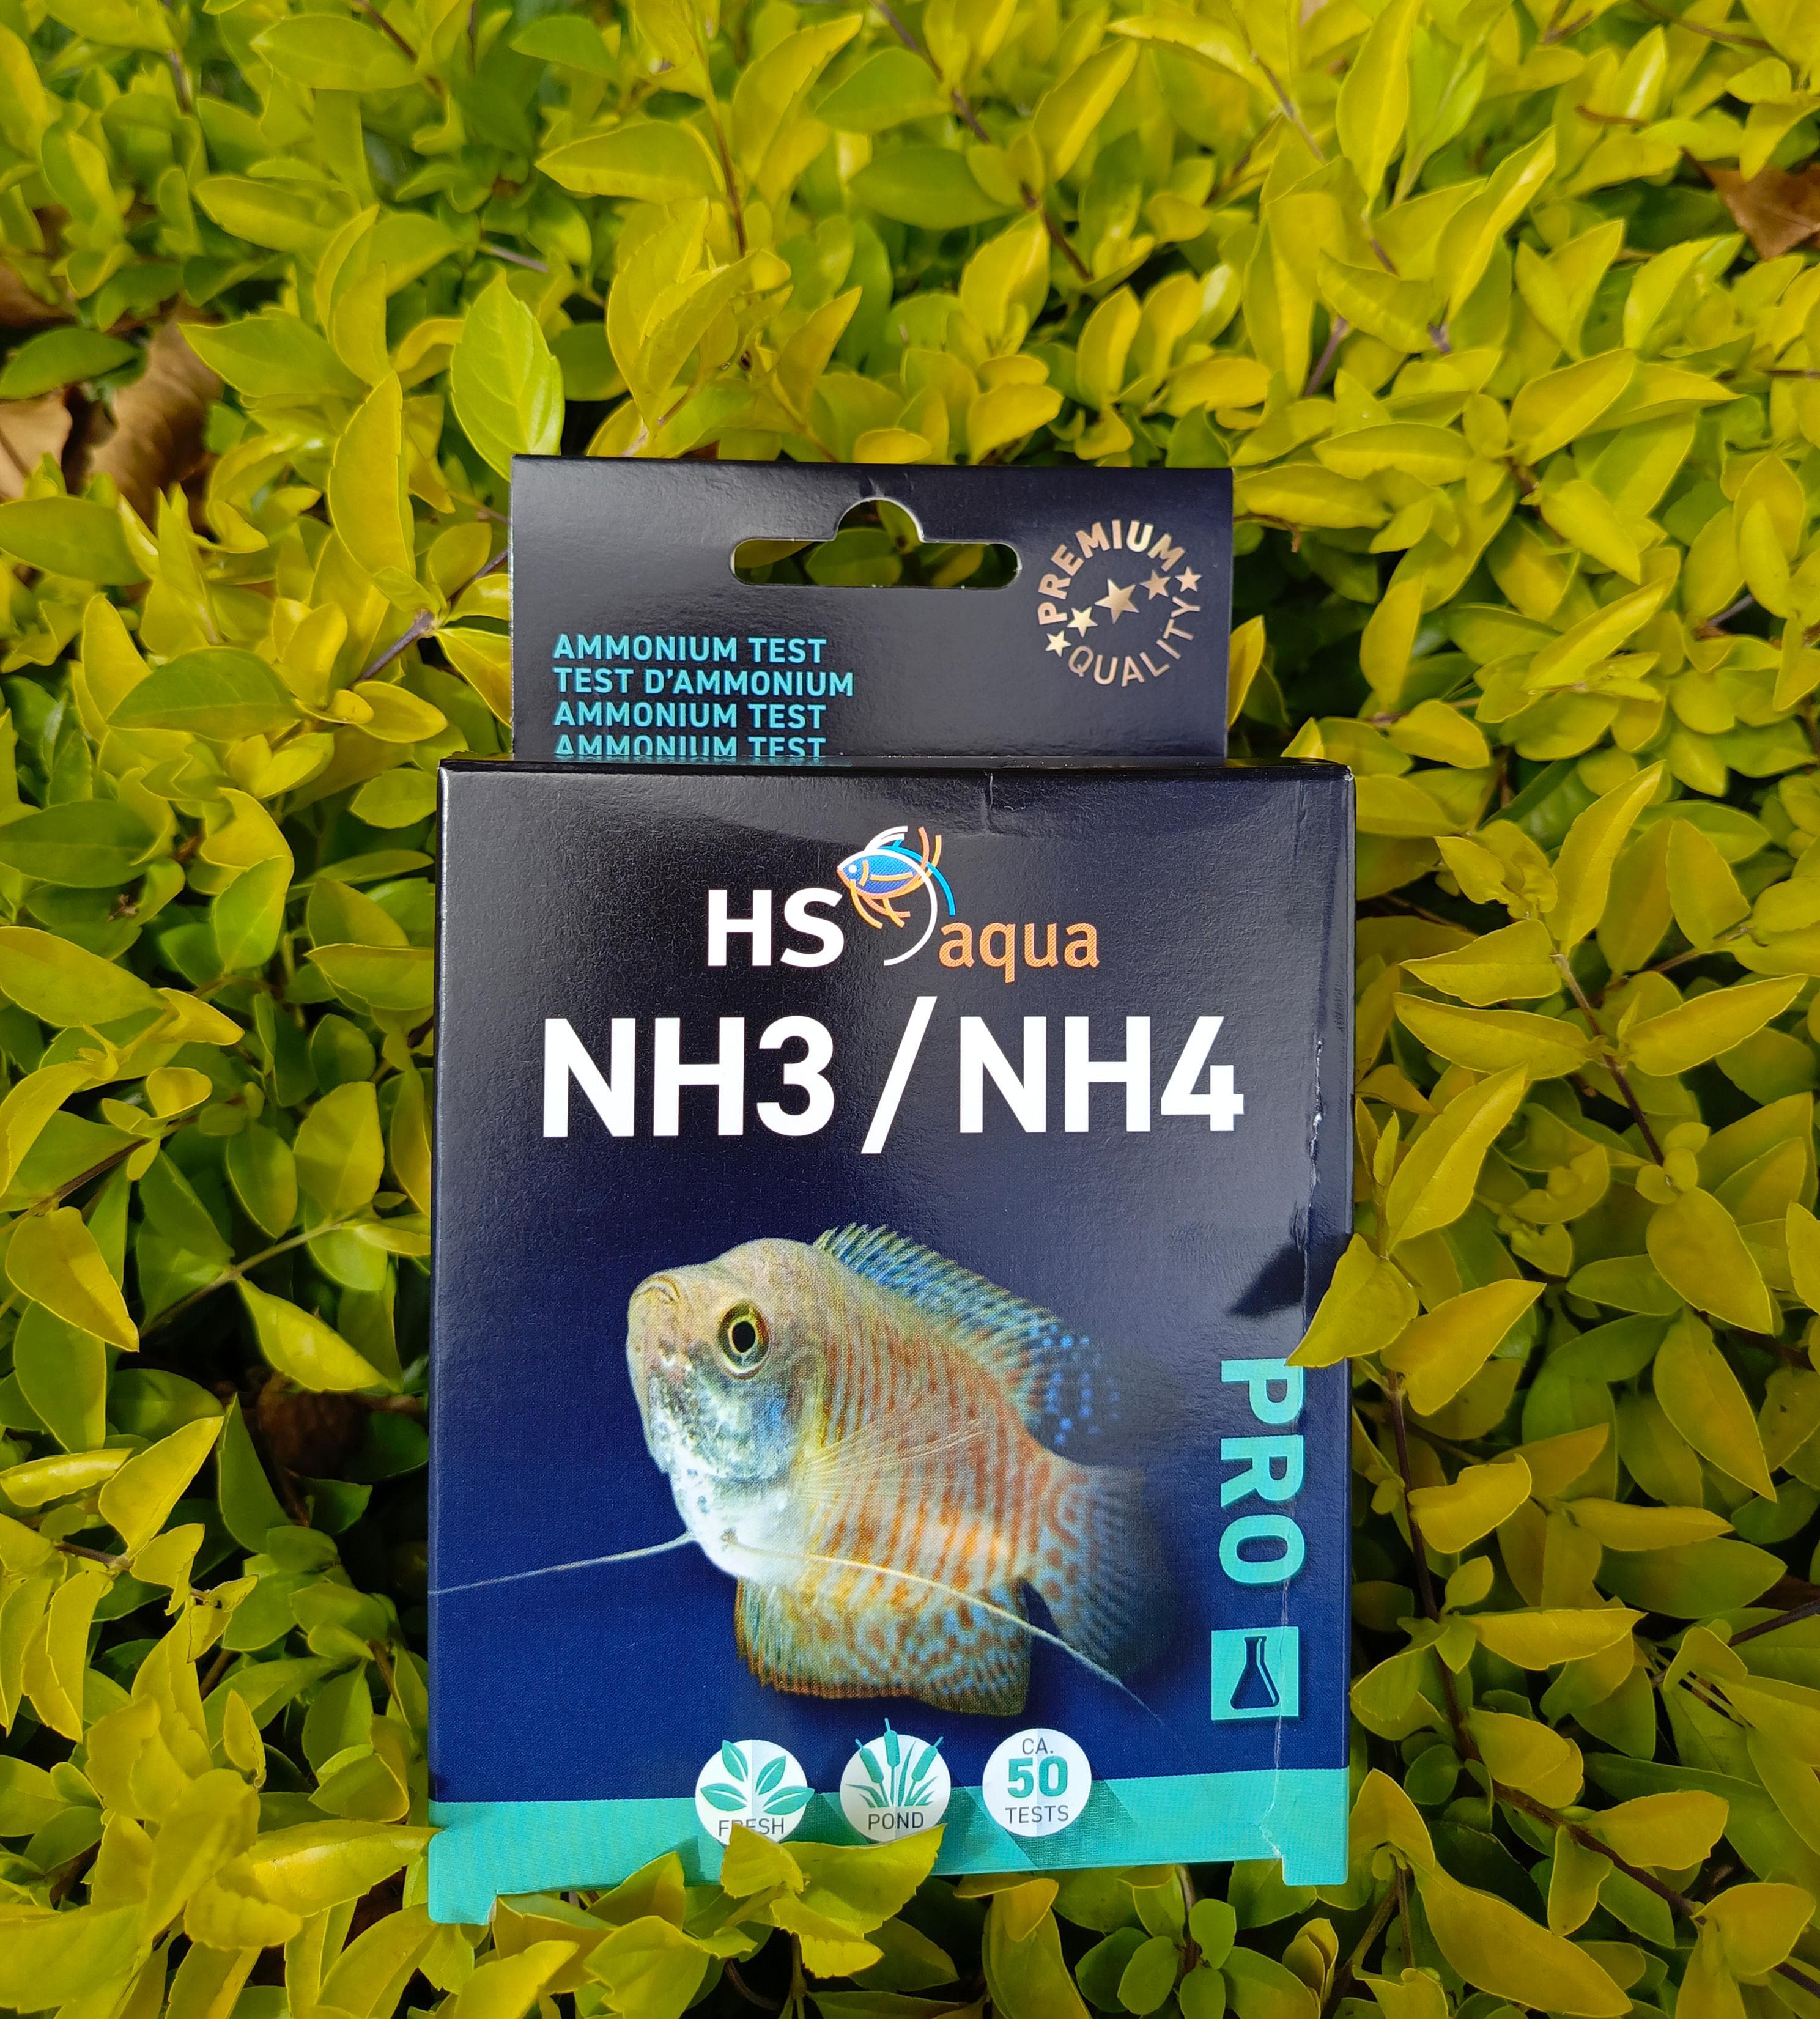 PREMIUM
QUALITY
AMMONIUM TEST
TEST D'AMMONIUM
AMMONIUM TEST
AMMONIUM TEST
HS aqua
NH3 / NH4
PRO
FRESH
POND
CA.
50
TESTS